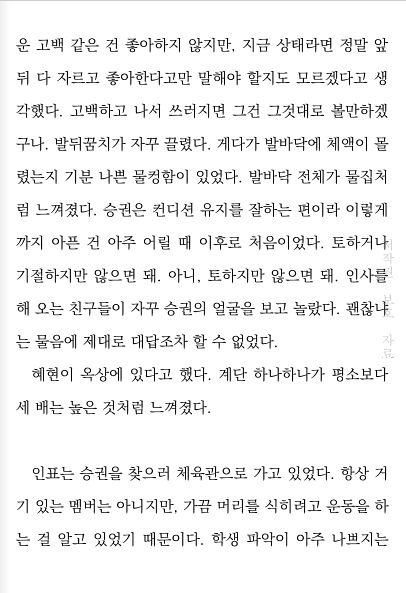 운 고백 같은 건 좋아하지 않지만, 지금 상태라면 정말 앞
뒤 다 자르고 좋아한다고만 말해야 할지도 모르겠다고 생
각했다. 고백하고 나서 쓰러지면 그건 그것대로 볼만하겠
구나. 발뒤꿈치가 자꾸 끌렸다. 게다가 발바닥에 체액이 몰
렸는지 기분 나쁜 물컹함이 있었다. 발바닥 전체가 물집처
럼 느껴졌다. 승권은 컨디션 유지를 잘하는 편이라 이렇게
까지 아픈 건 아주 어릴 때 이후로 처음이었다. 토하거나
기절하지만 않으면 돼. 아니, 토하지만 않으면 돼. 인사를
해 오는 친구들이 자꾸 승권의 얼굴을 보고 놀랐다. 괜찮냐
는 물음에 제대로 대답조차 할 수 없었다.
혜현이 옥상에 있다고 했다. 계단 하나하나가 평소보다
세 배는 높은 것처럼 느껴졌다.
인표는 승권을 찾으러 체육관으로 가고 있었다. 항상 거
기 있는 멤버는 아니지만, 가끔 머리를 식히려고 운동을 하
는 걸 알고 있었기 때문이다. 학생 파악이 아주 나쁘지는
자료